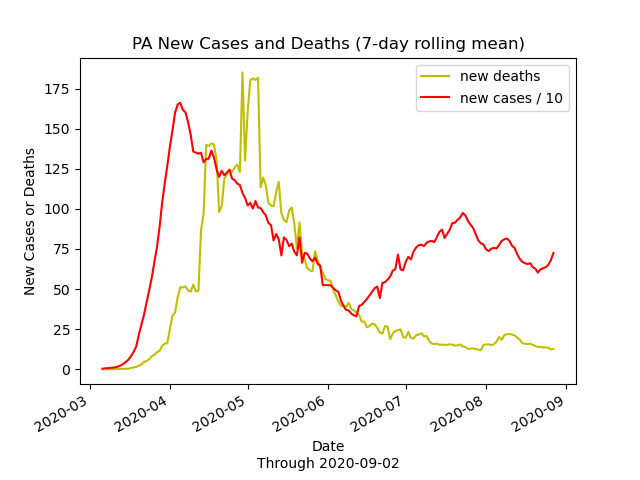 PA New Cases and Deaths (7-day rolling mean)
new deaths
new cases / 10
175
150
125
100
75
50
25
0
New Cases or Deaths
2020-03
2020-04
2020-05
2020-06
2020-07
2020-08
2020-09
Date
Through 2020-09-02